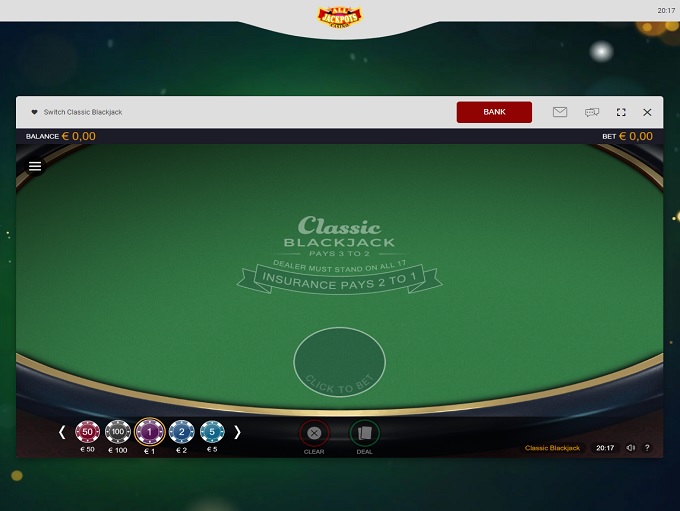 20:17
ALL
JACKPOTS
CASINO
Switch Classic Blackjack
BANK
BALANCE € 0,00
BET € 0,00
Classic
BLACKJACK
PAYS 3 TO 2
DEALER MUST STAND ON ALL 17
INSURANCE PAYS 2 TO 1
CLICK TO BET
50
100
1
2
5
€ 50
€ 100
€ 1
€ 2
€ 5
CLEAR
DEAL
Classic Blackjack
20:17
?